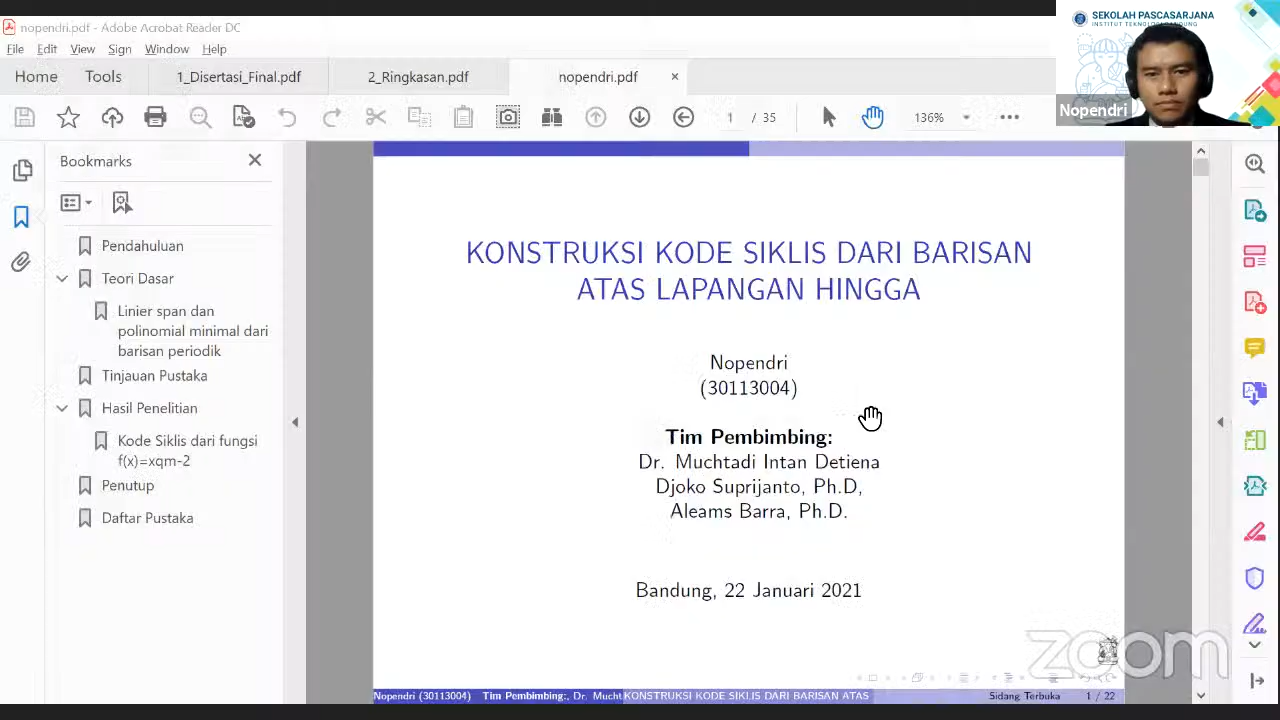 nopendri.pdf - Adobe Acrobat Reader DC
File Edit View Sign Window Help
Home Tools 1_Disertasi_Final.pdf 2_Ringkasan.pdf nopendri.pdf ×
1 / 35 136%
SEKOLAH PASCASARJANA
INSTITUT TEKNOLOGI BANDUNG
Nopendri
Bookmarks
Pendahuluan
Teori Dasar
Linier span dan
polinomial minimal dari
barisan periodik
Tinjauan Pustaka
Hasil Penelitian
Kode Siklis dari fungsi
f(x)=xqm-2
Penutup
Daftar Pustaka
KONSTRUKSI KODE SIKLIS DARI BARISAN
ATAS LAPANGAN HINGGA
Nopendri
(30113004)
Tim Pembimbing:
Dr. Muchtadi Intan Detiena
Djoko Suprijanto, Ph.D,
Aleams Barra, Ph.D.
Bandung, 22 Januari 2021
zoom
Nopendri (30113004) Tim Pembimbing:, Dr. Mucht KONSTRUKSI KODE SIKLIS DARI BARISAN ATAS Sidang Terbuka 1 / 22